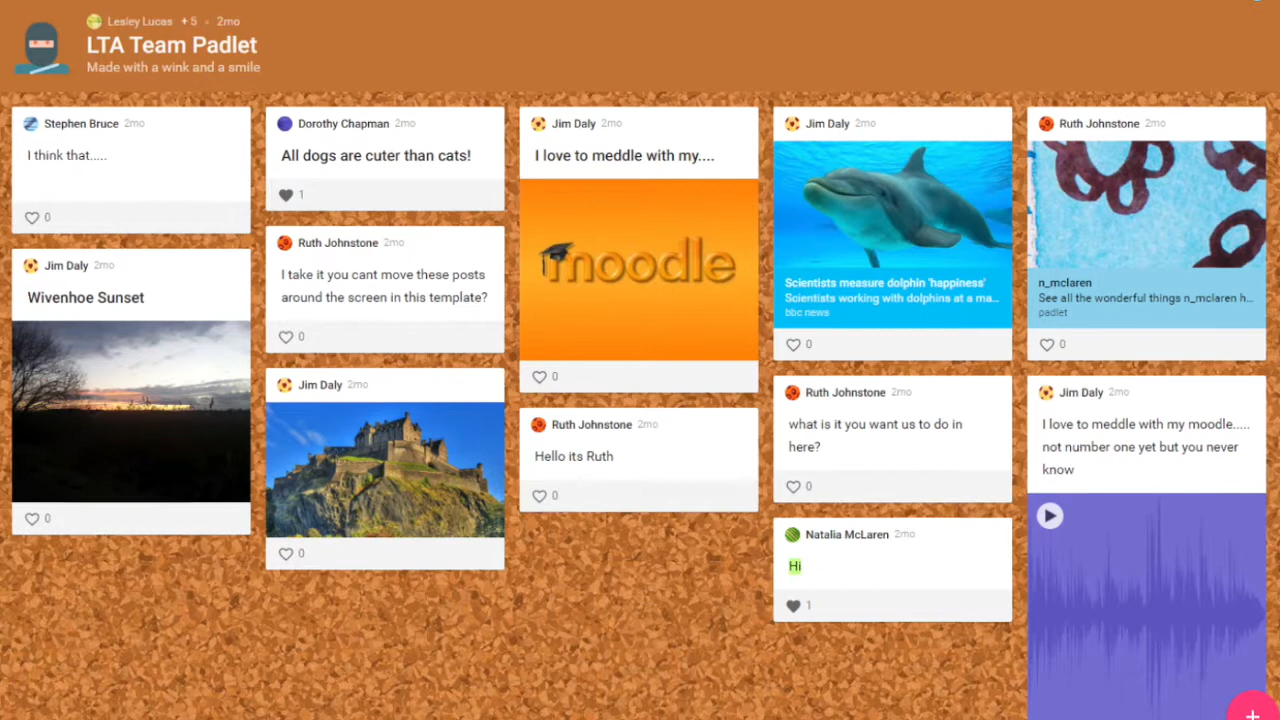 Lesley Lucas +5 • 2mo
LTA Team Padlet
Made with a wink and a smile
Stephen Bruce 2mo
I think that.....
0
Jim Daly 2mo
Wivenhoe Sunset
0
Dorothy Chapman 2mo
All dogs are cuter than cats!
1
Ruth Johnstone 2mo
I take it you cant move these posts
around the screen in this template?
0
Jim Daly 2mo
0
Jim Daly 2mo
I love to meddle with my....
moodle
0
Ruth Johnstone 2mo
Hello its Ruth
0
Jim Daly 2mo
Scientists measure dolphin 'happiness'
Scientists working with dolphins at a ma...
bbc news
0
Ruth Johnstone 2mo
what is it you want us to do in
here?
0
Natalia McLaren 2mo
Hi
1
Ruth Johnstone 2mo
n_mclaren
See all the wonderful things n_mclaren h...
padlet
0
Jim Daly 2mo
I love to meddle with my moodle.....
not number one yet but you never
know